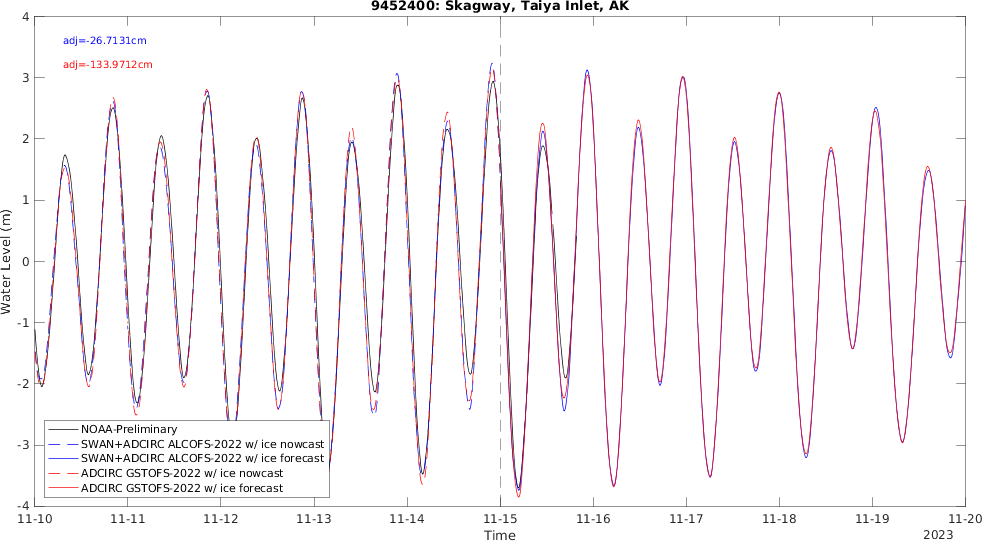 9452400: Skagway, Taiya Inlet, AK
adj=-26.7131cm
adj=-133.9712cm
Water Level (m)
4
3
2
1
0
-1
-2
-3
-4
NOAA-Preliminary
SWAN+ADCIRC ALCOFS-2022 w/ ice nowcast
SWAN+ADCIRC ALCOFS-2022 w/ ice forecast
ADCIRC GSTOFS-2022 w/ ice nowcast
ADCIRC GSTOFS-2022 w/ ice forecast
11-10 11-11 11-12 11-13 11-14 11-15 11-16 11-17 11-18 11-19 11-20
Time
2023